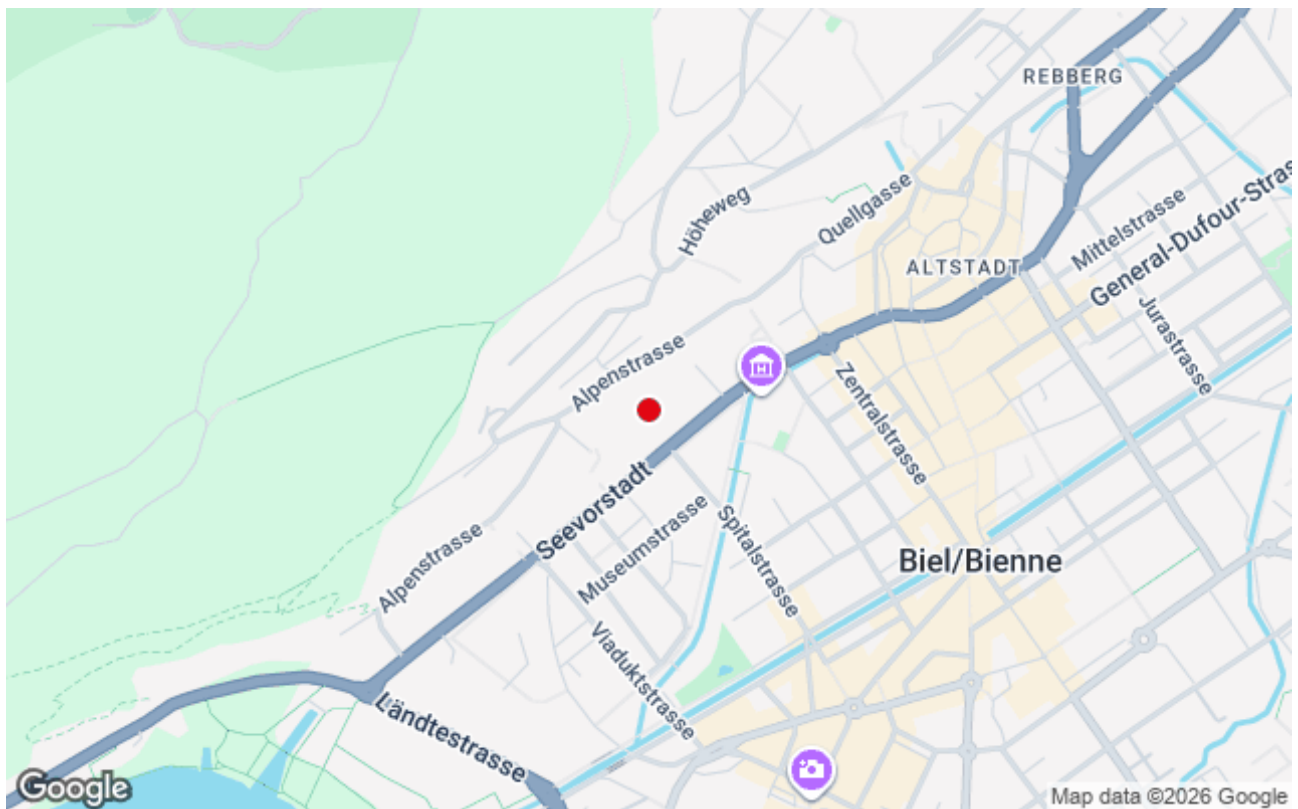 REBBERG
Höheweg
Quellgasse
Mittelstrasse
General-Dufour-Stras
ALTSTADT
Jurastrasse
Alpenstrasse
Zentralstrasse
Seevorstadt
Museumstrasse
Spitalstrasse
Biel/Bienne
Alpenstrasse
Viaduktstrasse
Ländtestrasse
H
Google
Map data ©2026 Google